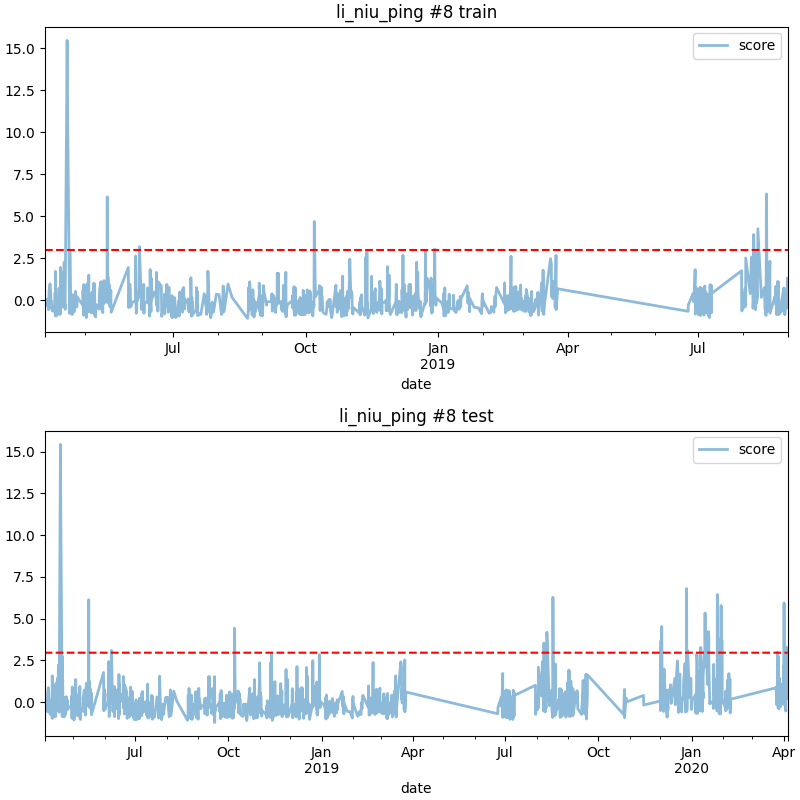 li_niu_ping #8 train
score
15.0
12.5
10.0
7.5
5.0
2.5
0.0
Jul
Oct
Jan
2019
Apr
Jul
date
li_niu_ping #8 test
score
15.0
12.5
10.0
7.5
5.0
2.5
0.0
Jul
Oct
Jan
2019
Apr
Jul
Oct
Jan
2020
Apr
date